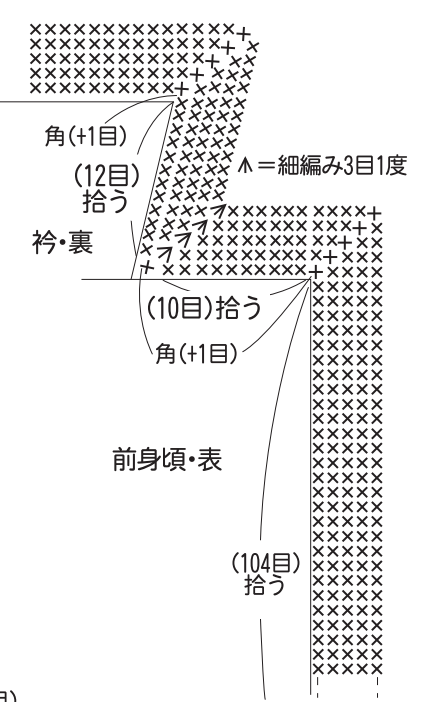 角(+1目)
(12目)
拾う
⩚=細編み3目1度
衿・裏
(10目)拾う
角(+1目)
前身頃・表
(104目)
拾う
目)